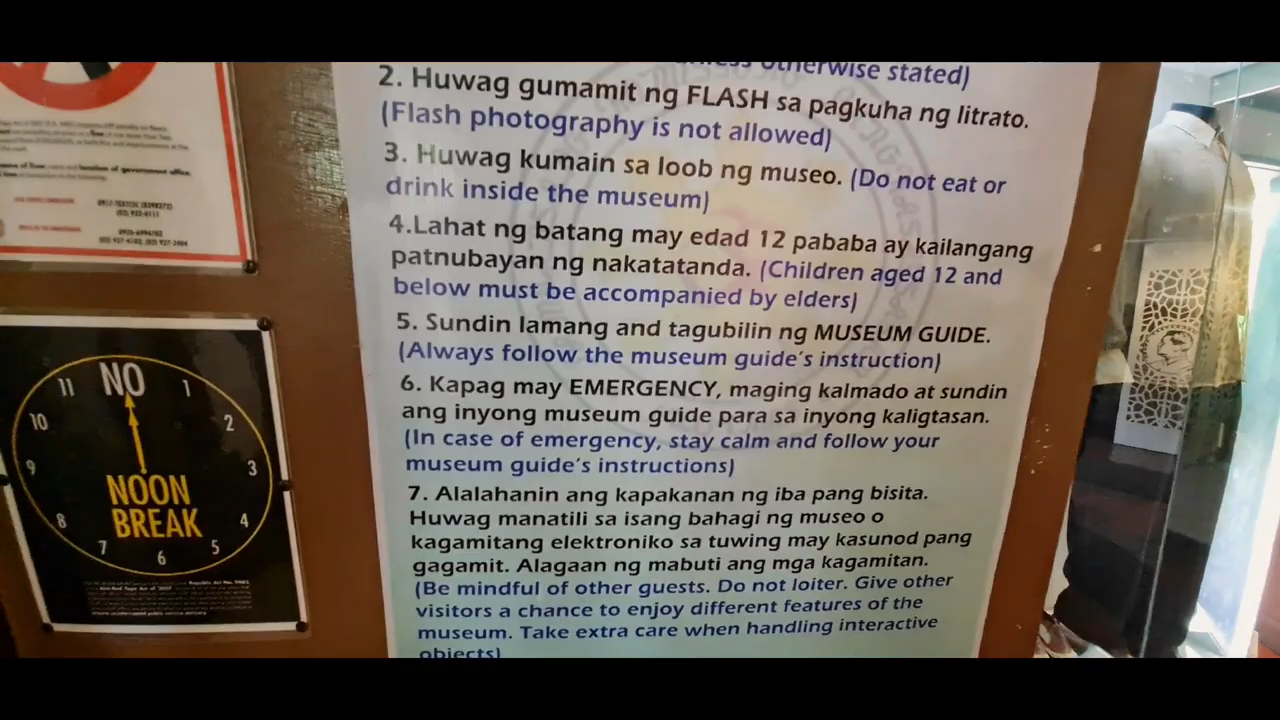 otherwise stated)
2. Huwag gumamit ng FLASH sa pagkuha ng litrato.
(Flash photography is not allowed)
3. Huwag kumain sa loob ng museo. (Do not eat or
drink inside the museum)
4.Lahat ng batang may edad 12 pababa ay kailangang
patnubayan ng nakatatanda. (Children aged 12 and
below must be accompanied by elders)
5. Sundin lamang and tagubilin ng MUSEUM GUIDE.
(Always follow the museum guide's instruction)
6. Kapag may EMERGENCY, maging kalmado at sundin
ang inyong museum guide para sa inyong kaligtasan.
(In case of emergency, stay calm and follow your
museum guide's instructions)
7. Alalahanin ang kapakanan ng iba pang bisita.
Huwag manatili sa isang bahagi ng museo o
kagamitang elektroniko sa tuwing may kasunod pang
gagamit. Alagaan ng mabuti ang mga kagamitan.
(Be mindful of other guests. Do not loiter. Give other
visitors a chance to enjoy different features of the
museum. Take extra care when handling interactive
objects)
NO
1
2
3
4
5
6
7
8
9
10
11
NOON
BREAK